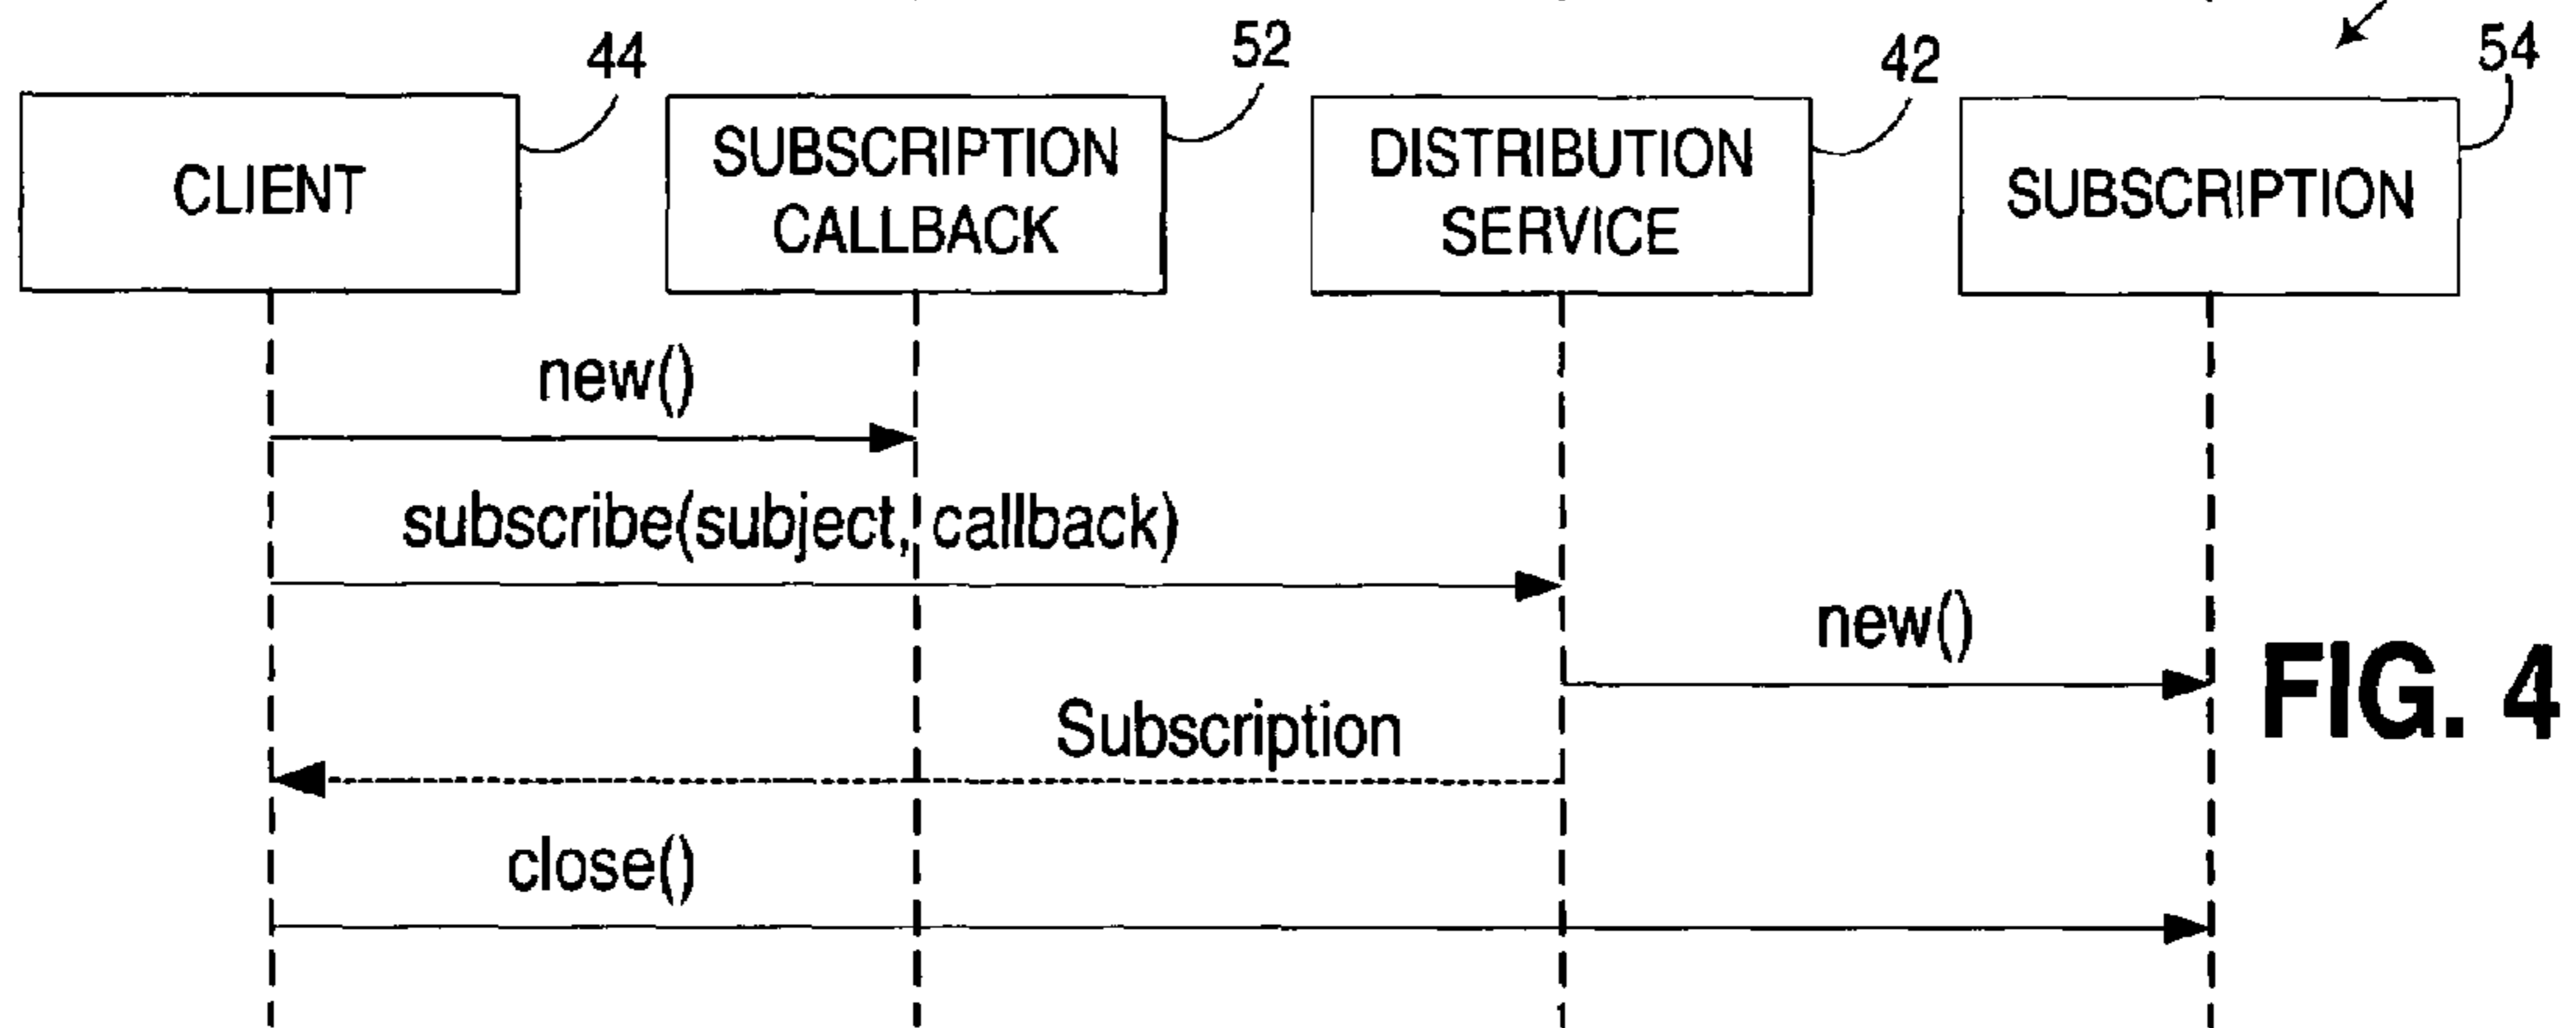 44
52
42
54
CLIENT
SUBSCRIPTION
CALLBACK
DISTRIBUTION
SERVICE
SUBSCRIPTION
new()
subscribe(subject, callback)
new()
Subscription
close()
FIG. 4